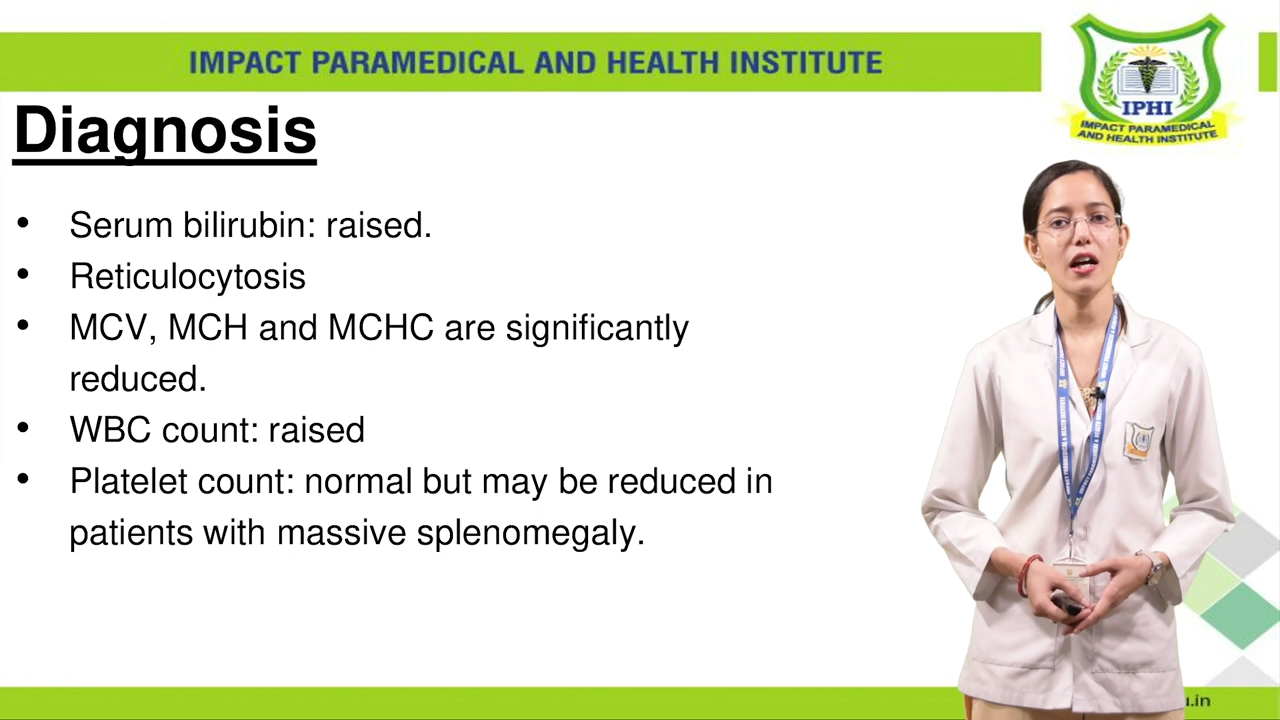 IMPACT PARAMEDICAL AND HEALTH INSTITUTE
IPHI
IMPACT PARAMEDICAL
AND HEALTH INSTITUTE
Diagnosis
• Serum bilirubin: raised.
• Reticulocytosis
• MCV, MCH and MCHC are significantly
reduced.
• WBC count: raised
• Platelet count: normal but may be reduced in
patients with massive splenomegaly.